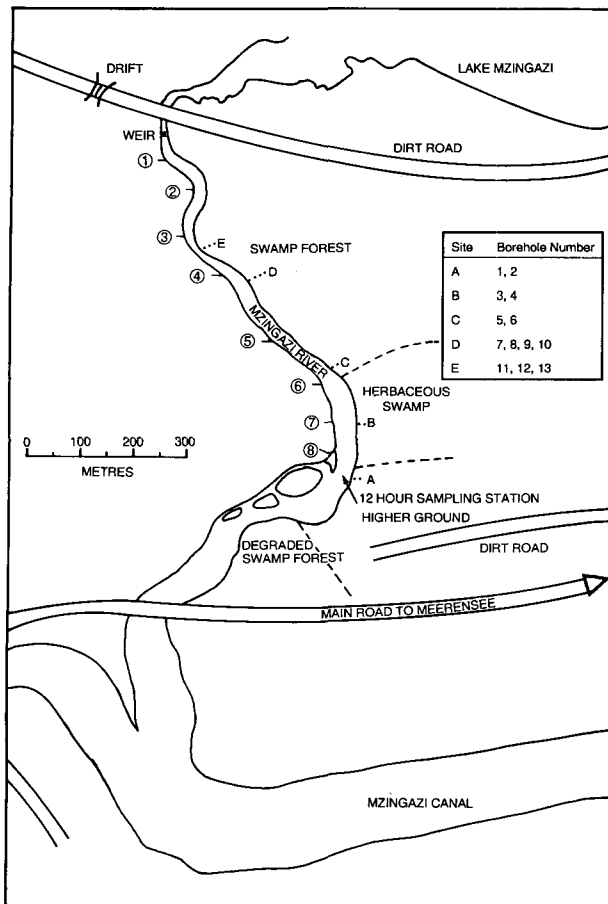 DRIFT
LAKE MZINGAZI
WEIR
DIRT ROAD
①
②
③
E
SWAMP FOREST
④
D
Site Borehole Number
A 1, 2
B 3, 4
C 5, 6
D 7, 8, 9, 10
E 11, 12, 13
MZINGAZI RIVER
⑤
C
⑥
HERBACEOUS
SWAMP
⑦
B
⑧
0 100 200 300
METRES
A
12 HOUR SAMPLING STATION
HIGHER GROUND
DEGRADED
SWAMP FOREST
DIRT ROAD
MAIN ROAD TO MEERENSEE
MZINGAZI CANAL